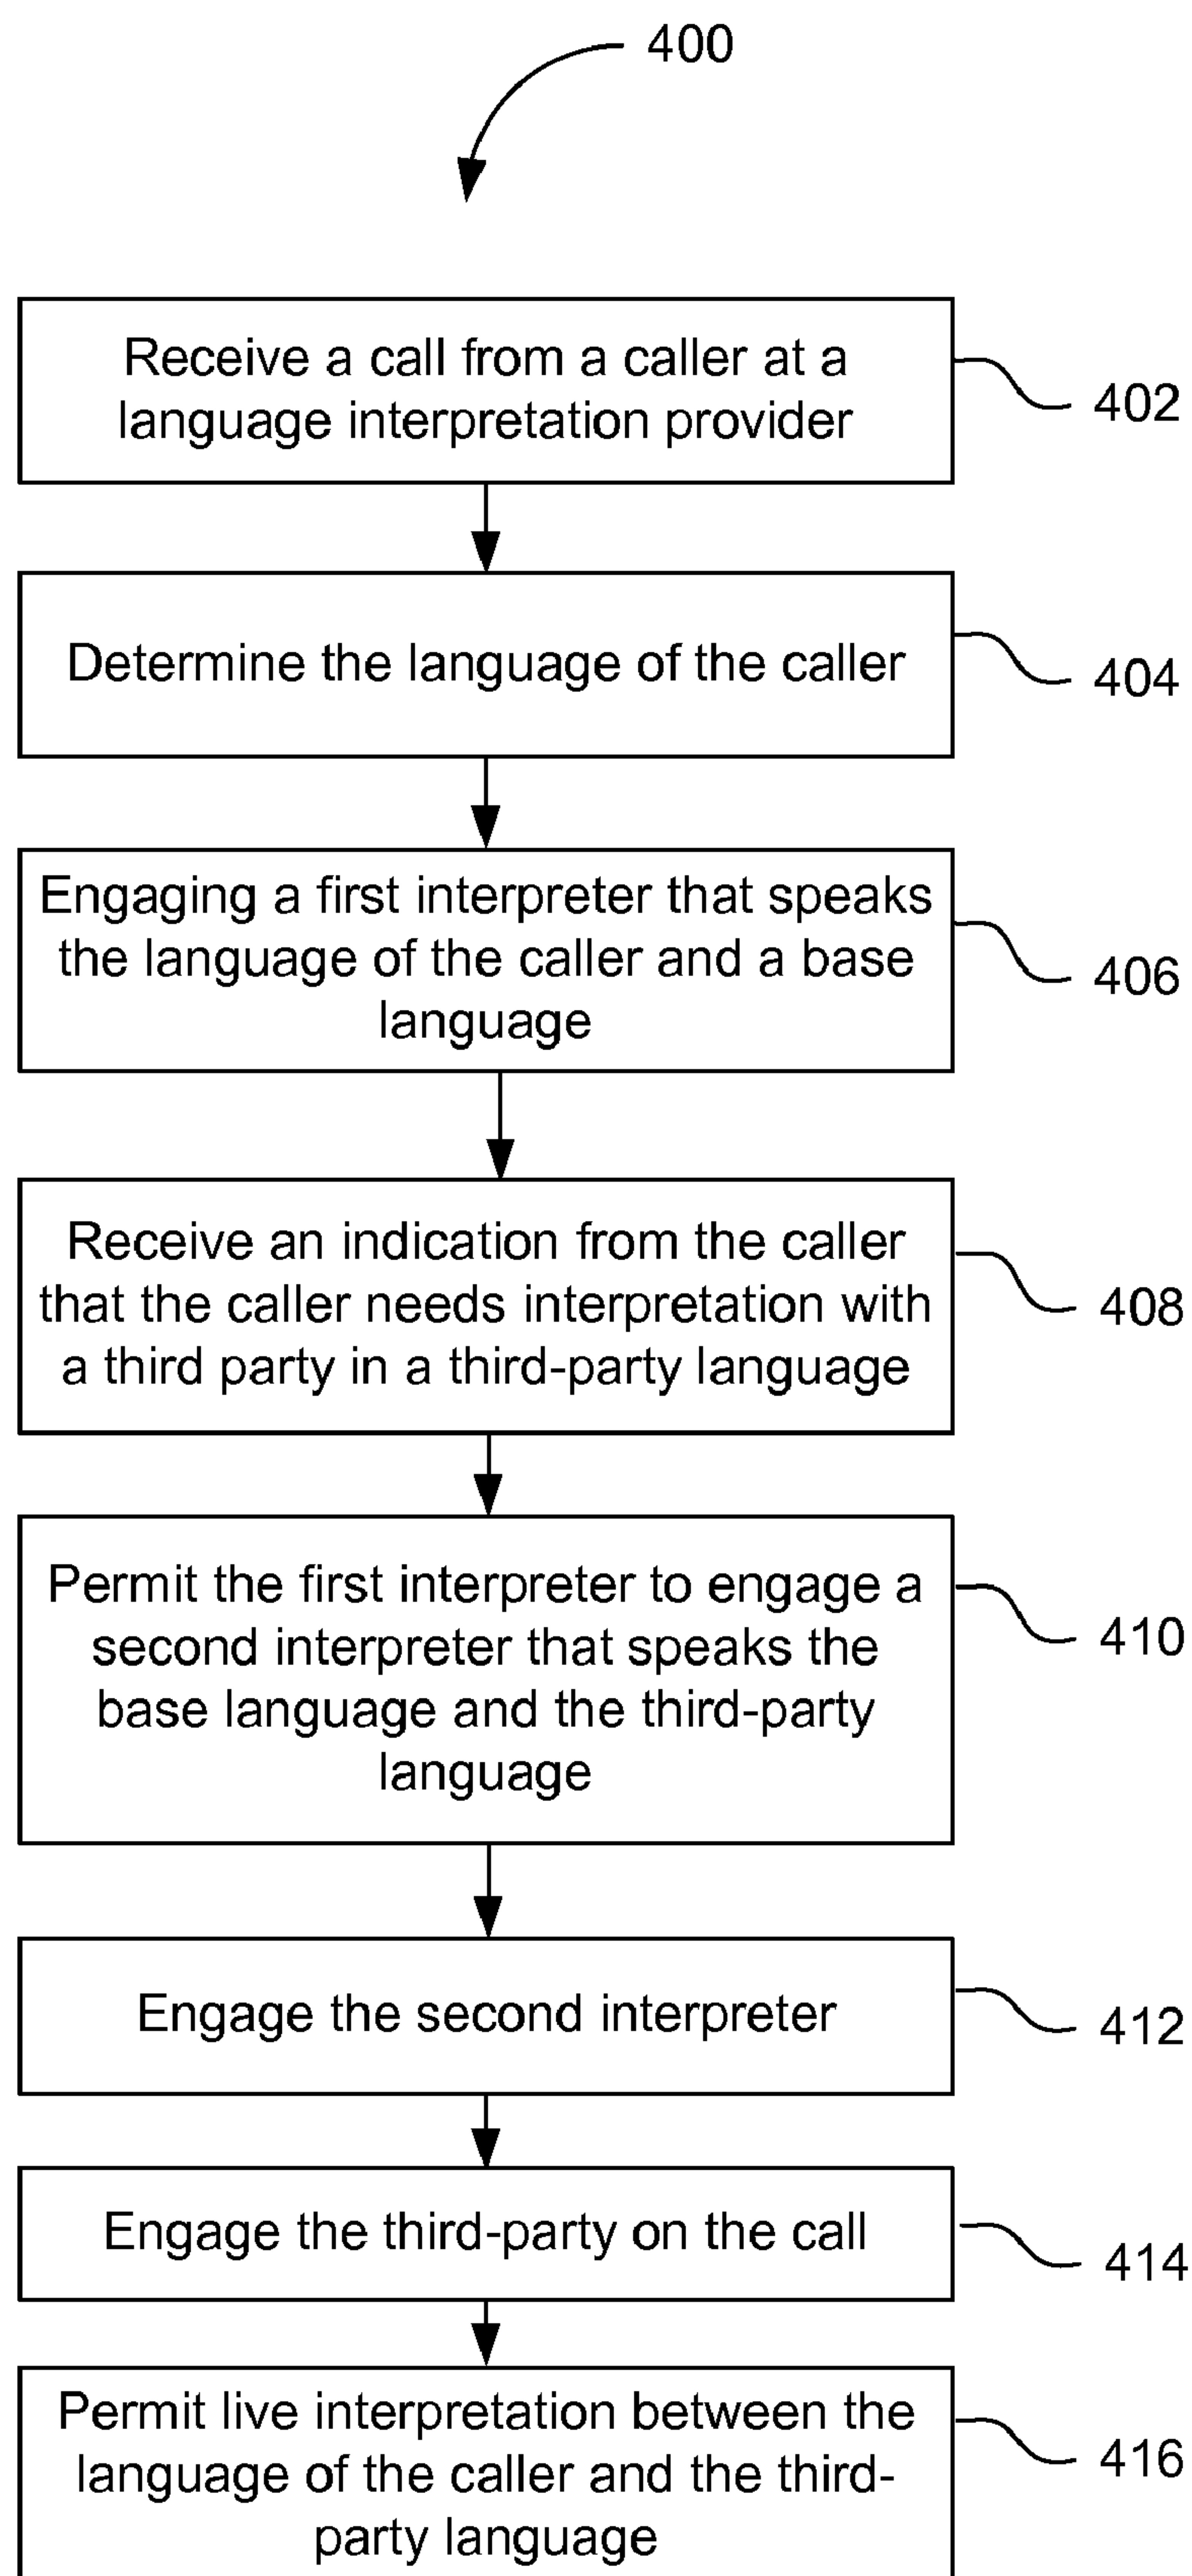 400
Receive a call from a caller at a
language interpretation provider
402
Determine the language of the caller
404
Engaging a first interpreter that speaks
the language of the caller and a base
language
406
Receive an indication from the caller
that the caller needs interpretation with
a third party in a third-party language
408
Permit the first interpreter to engage a
second interpreter that speaks the
base language and the third-party
language
410
Engage the second interpreter
412
Engage the third-party on the call
414
Permit live interpretation between the
language of the caller and the third-
party language
416